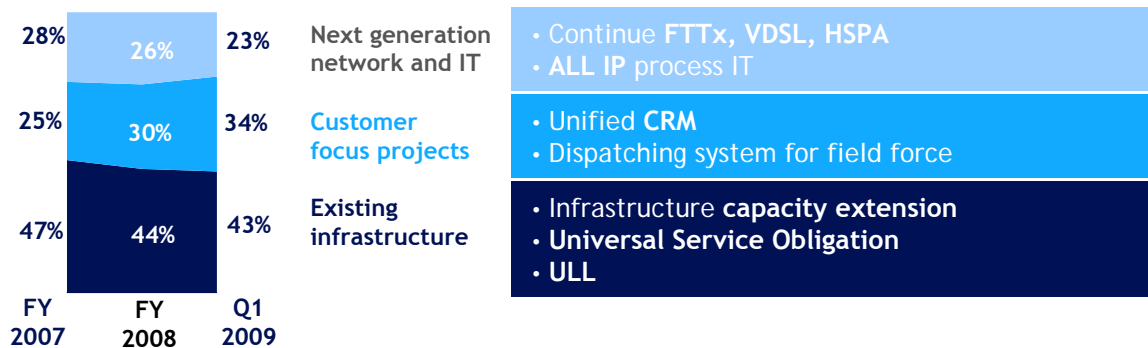 28%
26%
23%
Next generation
network and IT
• Continue FTTx, VDSL, HSPA
• ALL IP process IT
25%
30%
34%
Customer
focus projects
• Unified CRM
• Dispatching system for field force
47%
44%
43%
Existing
infrastructure
• Infrastructure capacity extension
• Universal Service Obligation
• ULL
FY
2007
FY
2008
Q1
2009